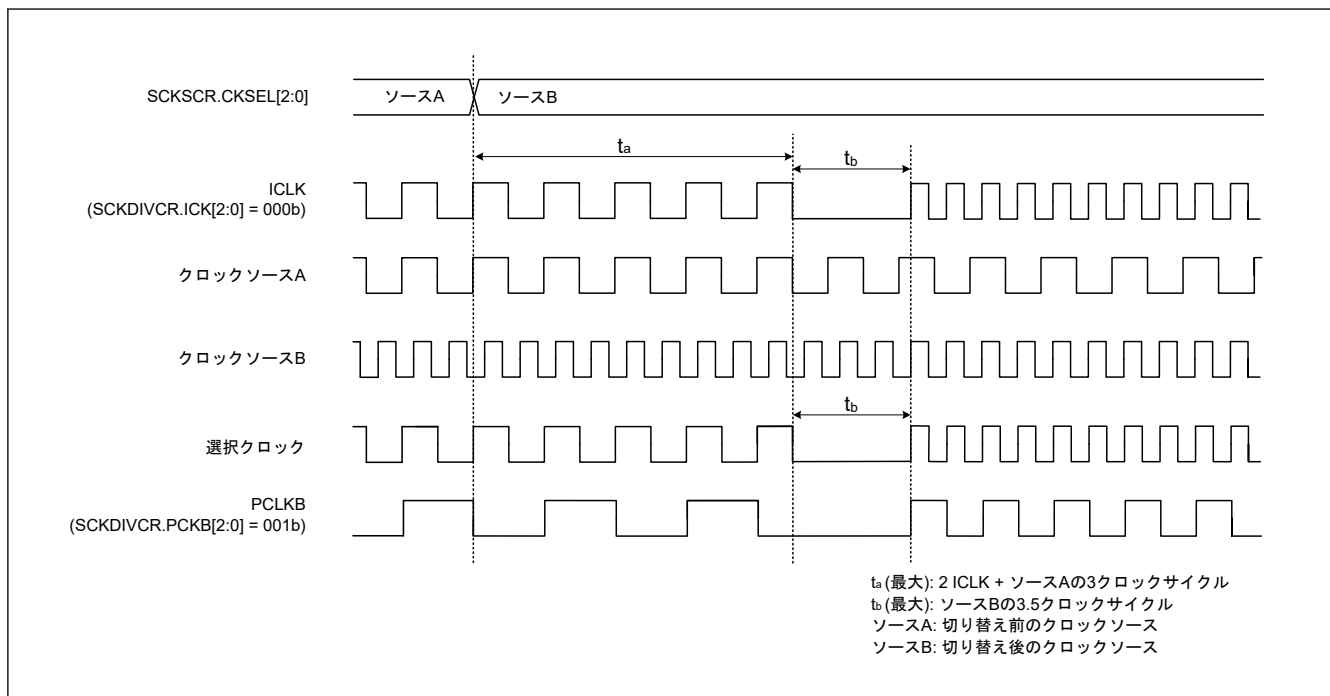 SCKSCR.CKSEL[2:0]
ソースA
ソースB
ta
tb
ICLK
(SCKDIVCR.ICK[2:0] = 000b)
クロックソースA
クロックソースB
tb
選択クロック
PCLKB
(SCKDIVCR.PCKB[2:0] = 001b)
ta (最大): 2 ICLK + ソースAの3クロックサイクル
tb (最大): ソースBの3.5クロックサイクル
ソースA: 切り替え前のクロックソース
ソースB: 切り替え後のクロックソース